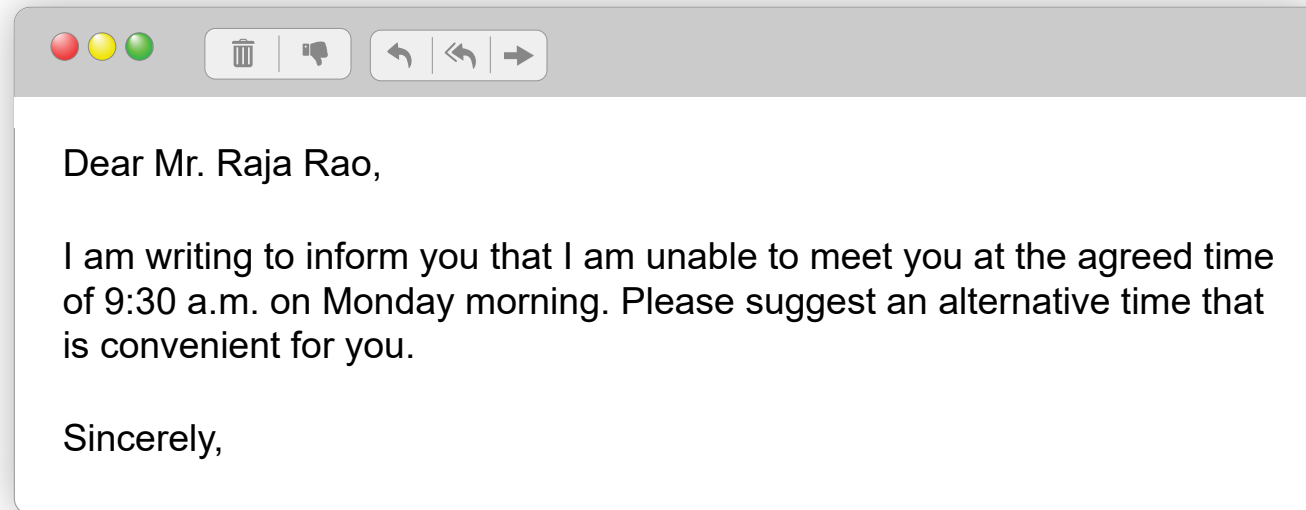 Dear Mr. Raja Rao,
I am writing to inform you that I am unable to meet you at the agreed time
of 9:30 a.m. on Monday morning. Please suggest an alternative time that
is convenient for you.
Sincerely,